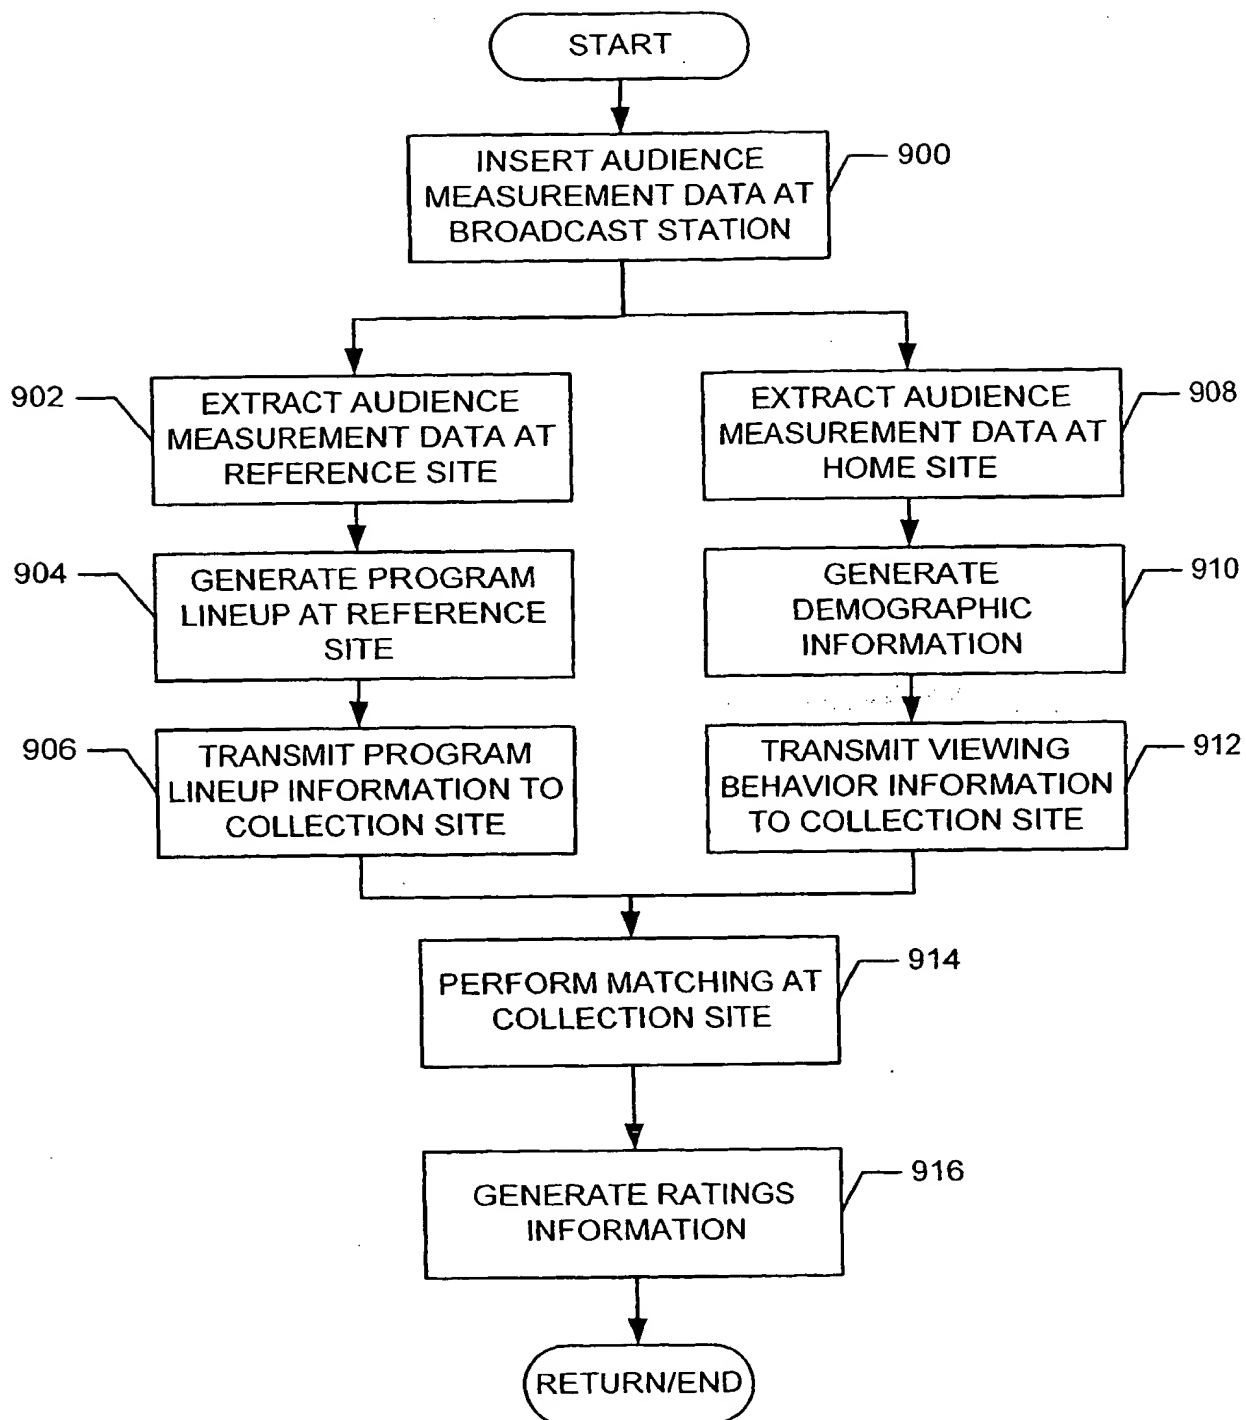 START
INSERT AUDIENCE
MEASUREMENT DATA AT
BROADCAST STATION
900
902
EXTRACT AUDIENCE
MEASUREMENT DATA AT
REFERENCE SITE
904
GENERATE PROGRAM
LINEUP AT REFERENCE
SITE
906
TRANSMIT PROGRAM
LINEUP INFORMATION TO
COLLECTION SITE
EXTRACT AUDIENCE
MEASUREMENT DATA AT
HOME SITE
908
GENERATE
DEMOGRAPHIC
INFORMATION
910
TRANSMIT VIEWING
BEHAVIOR INFORMATION
TO COLLECTION SITE
912
PERFORM MATCHING AT
COLLECTION SITE
914
GENERATE RATINGS
INFORMATION
916
RETURN/END